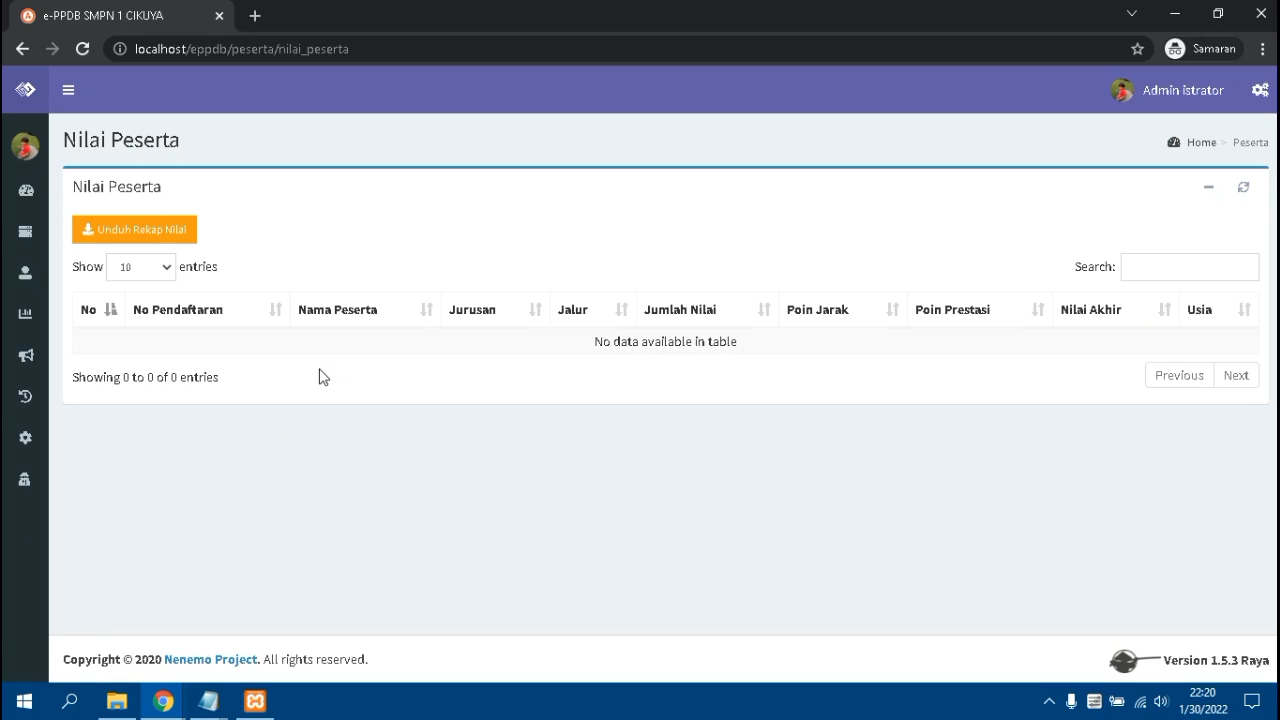 e-PPDB SMPN 1 CIKUYA
localhost/eppdb/peserta/nilai_peserta
Samaran
Admin istrator
Nilai Peserta
Home > Peserta
Nilai Peserta
Unduh Rekap Nilai
Show 10 entries
Search:
No No Pendaftaran Nama Peserta Jurusan Jalur Jumlah Nilai Poin Jarak Poin Prestasi Nilai Akhir Usia
No data available in table
Showing 0 to 0 of 0 entries
Previous Next
Copyright © 2020 Nenemo Project. All rights reserved.
Version 1.5.3 Raya
22:20
1/30/2022